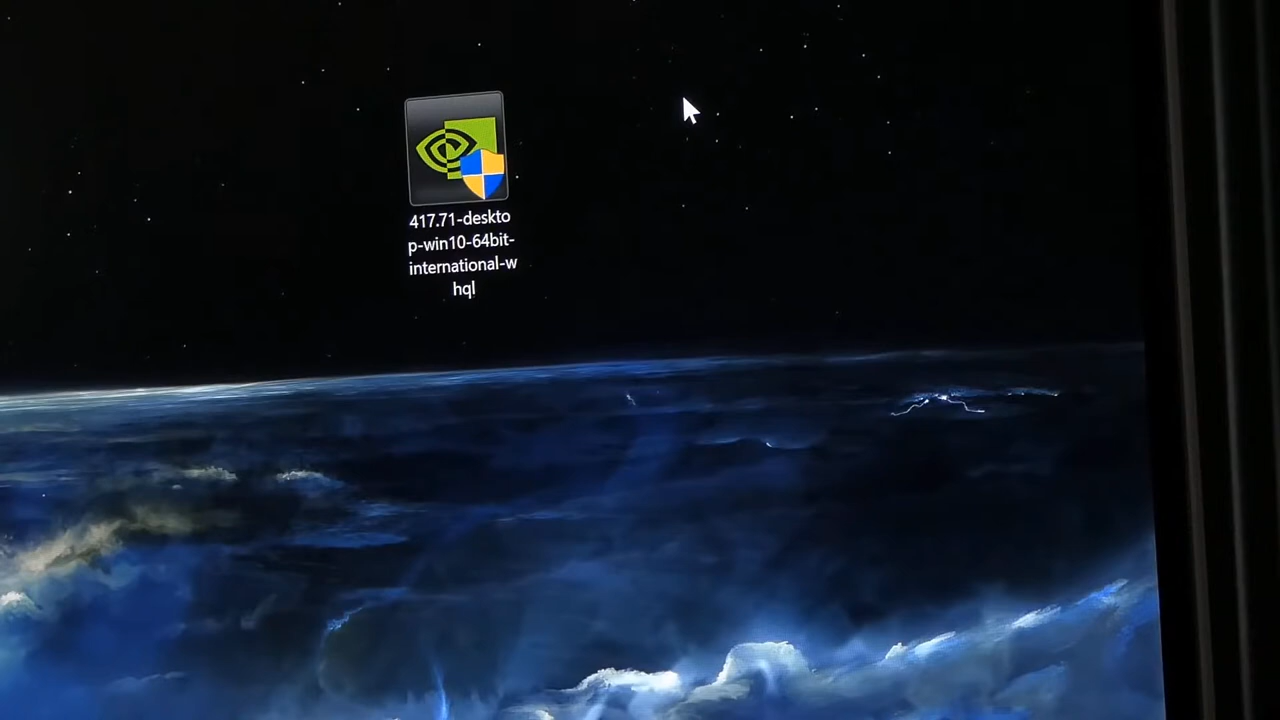 417.71-deskto
p-win10-64bit-
international-w
hql